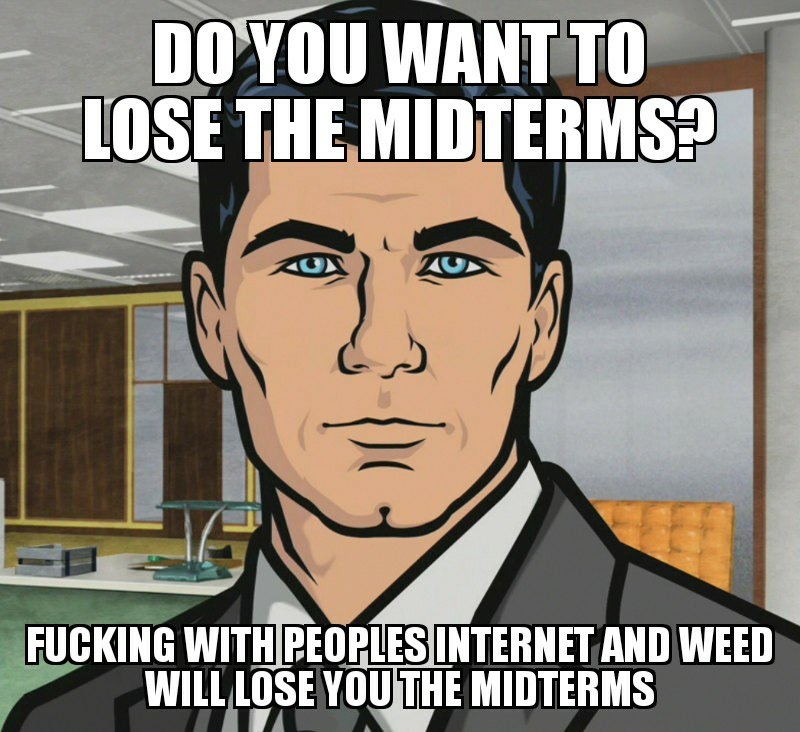 DO YOU WANT TO
LOSE THE MIDTERMS?
FUCKING WITH PEOPLES INTERNET AND WEED
WILL LOSE YOU THE MIDTERMS